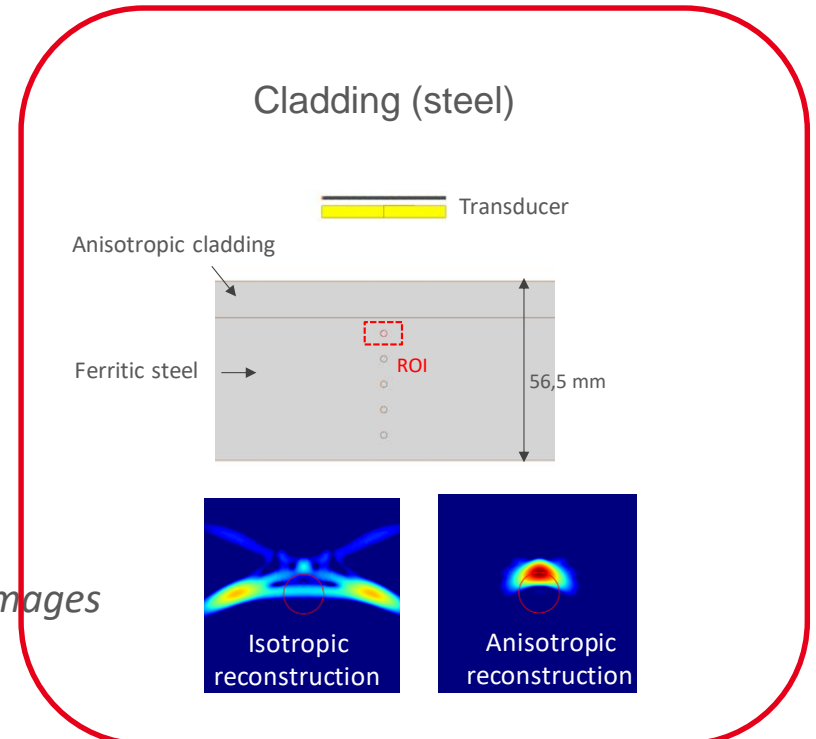 Cladding (steel)
Transducer
Anisotropic cladding
Ferritic steel
ROI
56,5 mm
mages
Isotropic
reconstruction
Anisotropic
reconstruction